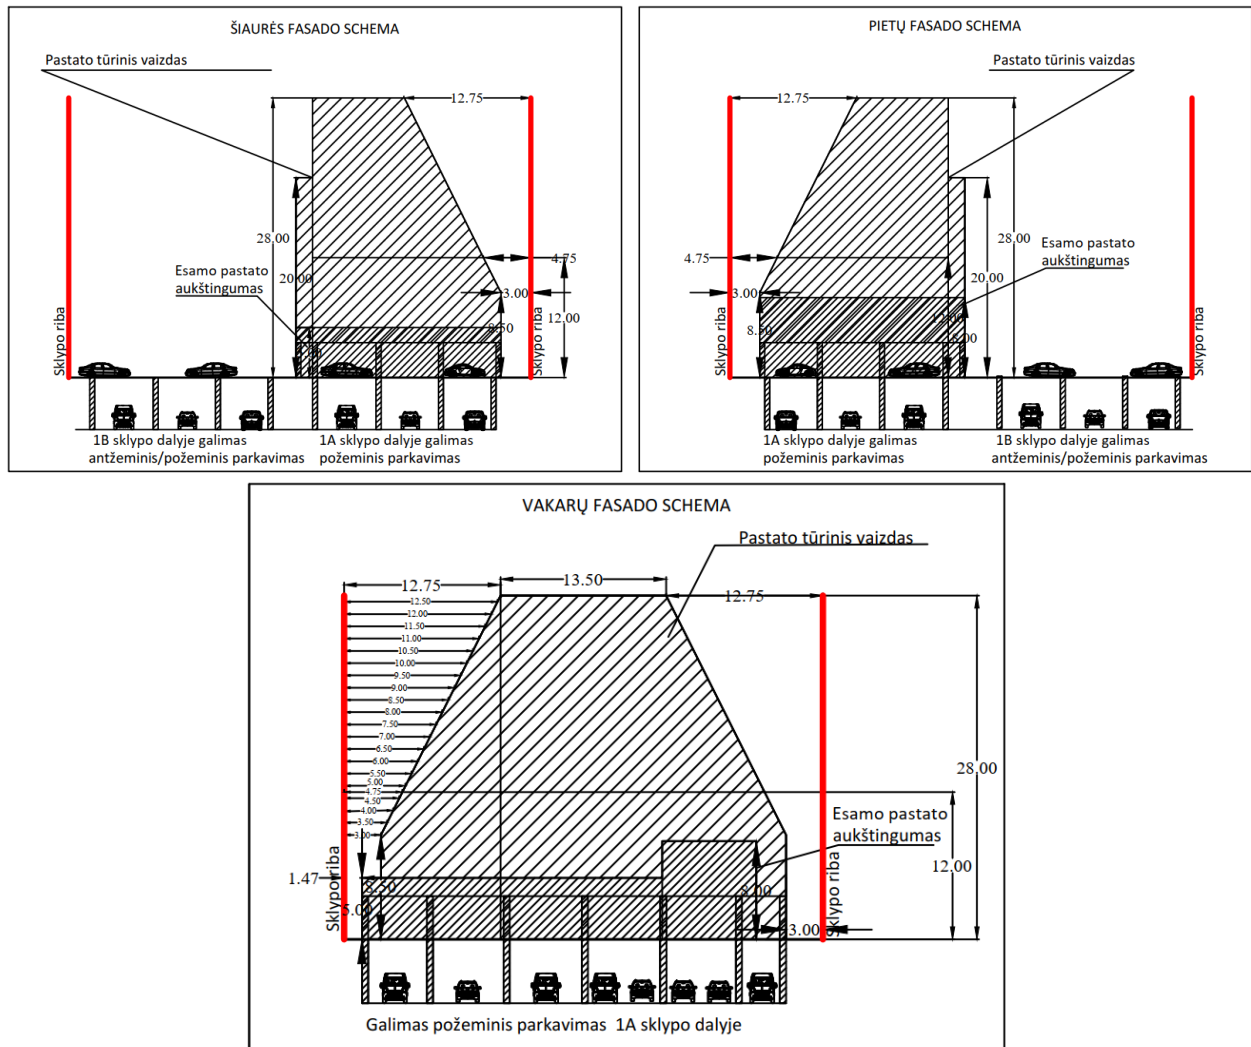 ŠIAURĖS FASADO SCHEMA
Pastato tūrinis vaizdas
12.75
28.00
20.00
Esamo pastato
aukštingumas
4.75
3.00
12.00
8.50
Sklypo riba
Sklypo riba
1B sklypo dalyje galimas
antžeminis/požeminis parkavimas
1A sklypo dalyje galimas
požeminis parkavimas
PIETŲ FASADO SCHEMA
Pastato tūrinis vaizdas
12.75
28.00
20.00
Esamo pastato
aukštingumas
4.75
3.00
8.50
12.00
8.00
Sklypo riba
Sklypo riba
1A sklypo dalyje galimas
požeminis parkavimas
1B sklypo dalyje galimas
antžeminis/požeminis parkavimas
VAKARŲ FASADO SCHEMA
Pastato tūrinis vaizdas
12.75
13.50
12.75
12.50
12.00
11.50
11.00
10.50
10.00
9.50
9.00
8.50
8.00
7.50
7.00
6.50
6.00
5.50
5.00
4.75
4.50
4.00
3.50
3.00
28.00
Esamo pastato
aukštingumas
12.00
1.47
8.50
5.00
8.00
3.00
Sklypo riba
Sklypo riba
Galimas požeminis parkavimas 1A sklypo dalyje